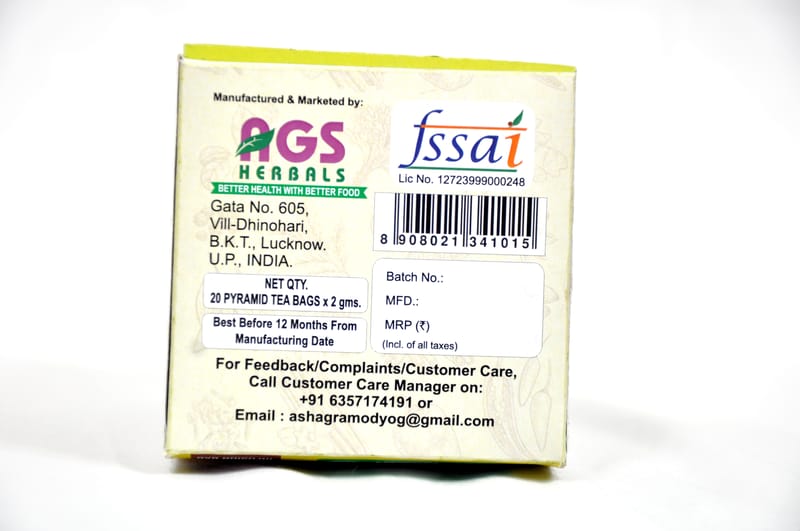 Manufactured & Marketed by:
AGS
HERBALS
BETTER HEALTH WITH BETTER FOOD
Gata No. 605,
Vill-Dhinohari,
B.K.T., Lucknow.
U.P., INDIA.
NET QTY.
20 PYRAMID TEA BAGS x 2 gms.
Best Before 12 Months From
Manufacturing Date
fssai
Lic No. 12723999000248
8 908021 341015
Batch No.:
MFD.:
MRP (₹)
(Incl. of all taxes)
For Feedback/Complaints/Customer Care,
Call Customer Care Manager on:
+91 6357174191 or
Email : ashagramodyog@gmail.com